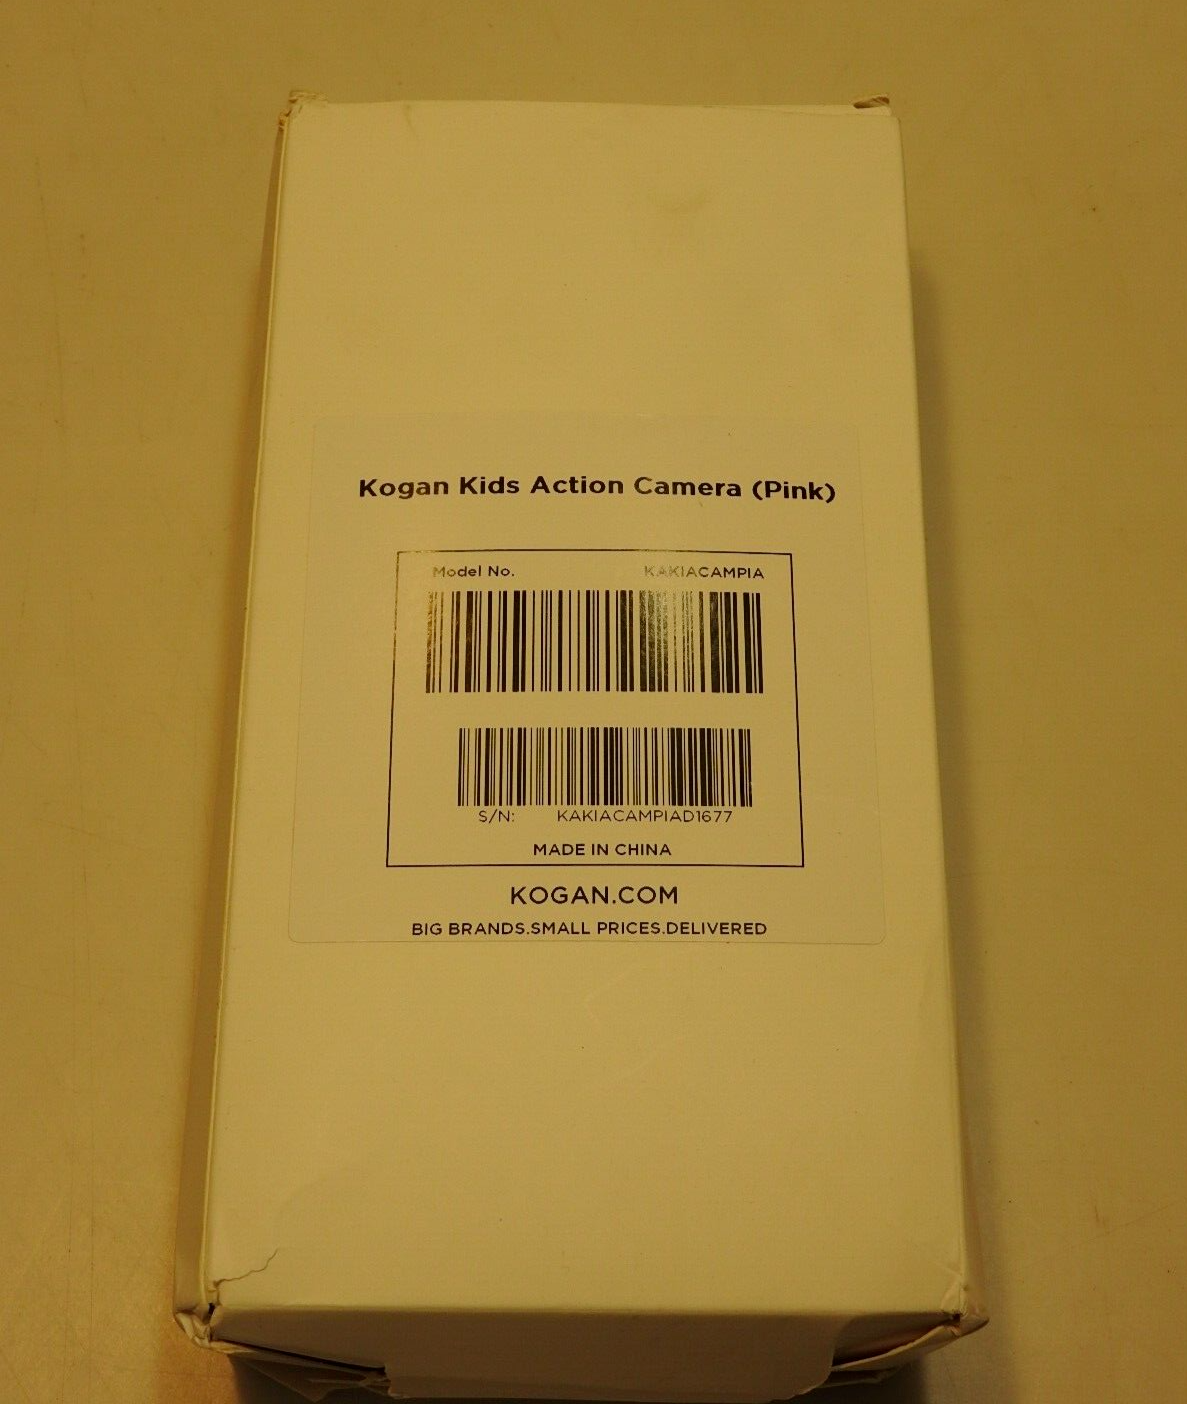 Kogan Kids Action Camera (Pink)
Model No. KAKIACAMPIA
S/N: KAKIACAMPIAD1677
MADE IN CHINA
KOGAN.COM
BIG BRANDS.SMALL PRICES.DELIVERED